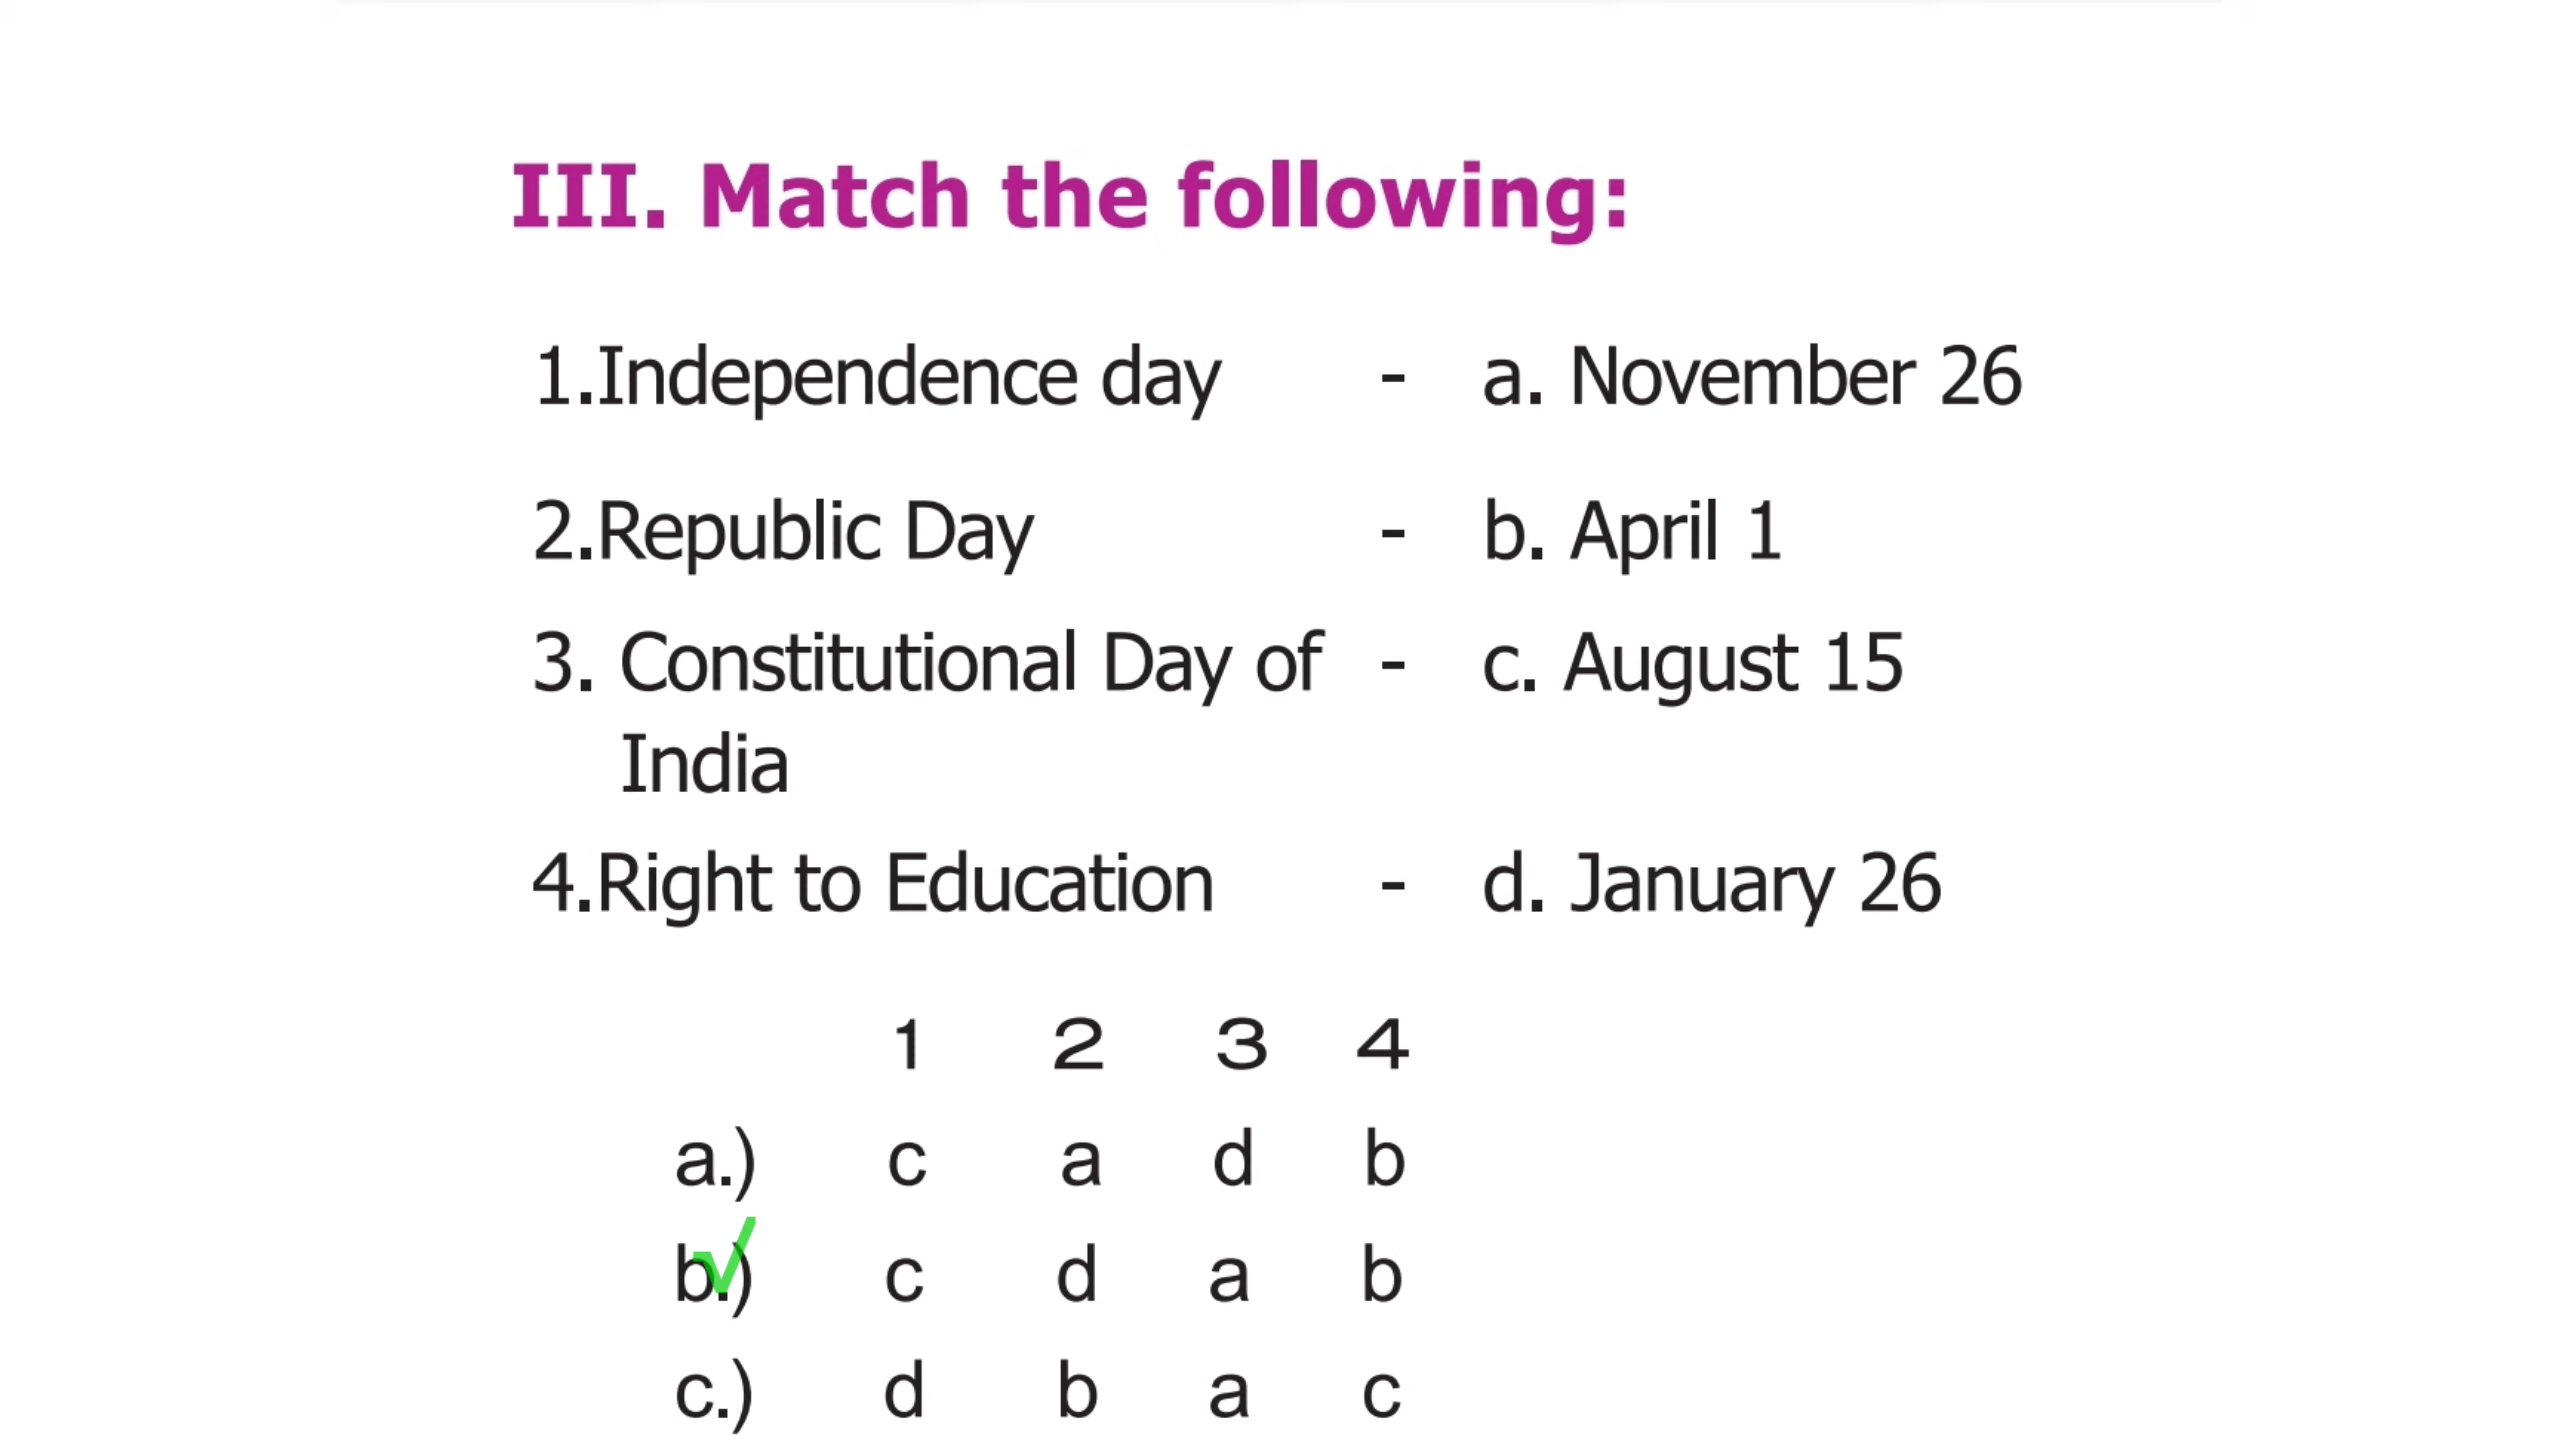 III. Match the following:
1.Independence day - a. November 26
2.Republic Day - b. April 1
3. Constitutional Day of - c. August 15
India
4.Right to Education - d. January 26
1 2 3 4
a.) c a d b
b.) c d a b
c.) d b a c